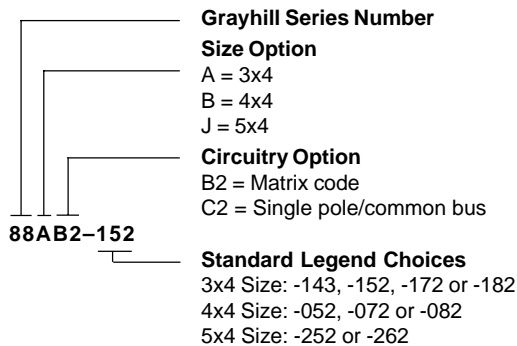 Grayhill Series Number
Size Option
A = 3x4
B = 4x4
J = 5x4
Circuitry Option
B2 = Matrix code
C2 = Single pole/common bus
88AB2–152
Standard Legend Choices
3x4 Size: -143, -152, -172 or -182
4x4 Size: -052, -072 or -082
5x4 Size: -252 or -262